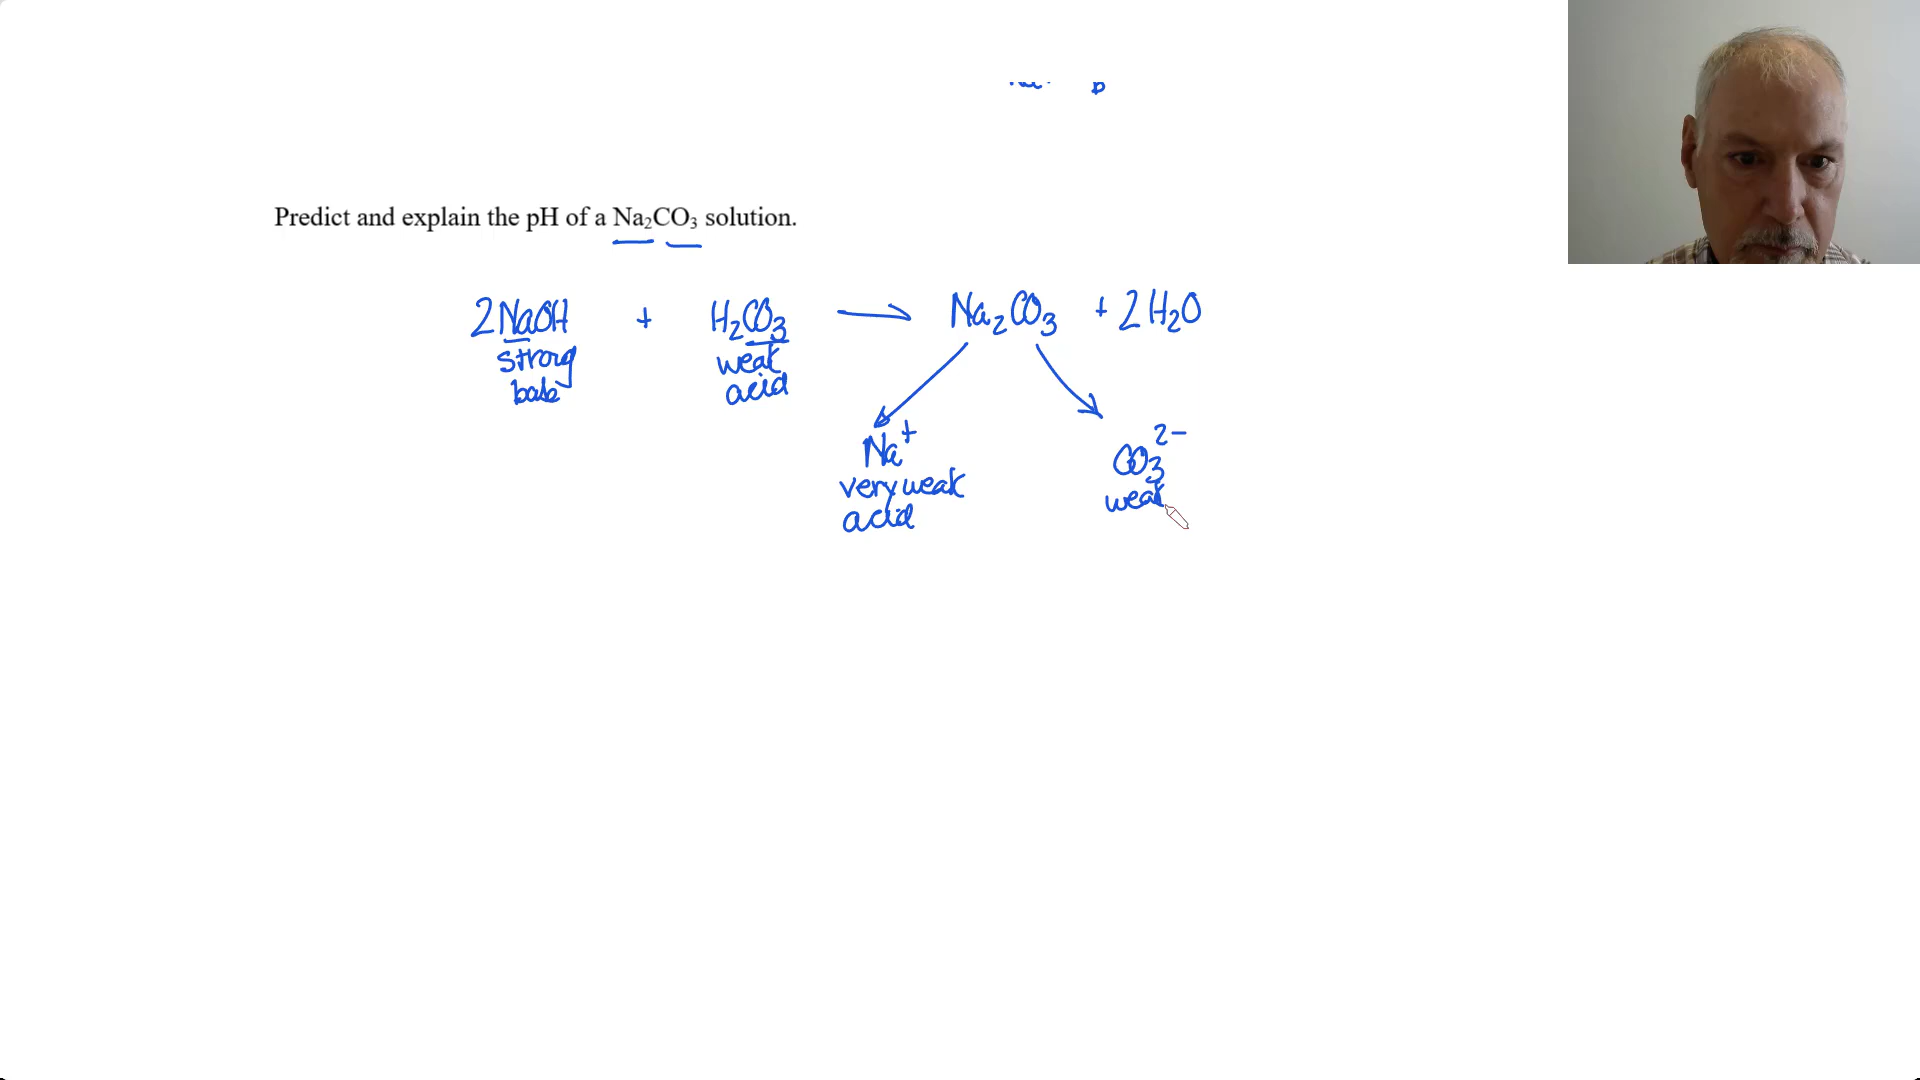 Predict and explain the pH of a Na₂CO₃ solution.
2NaOH + H₂CO₃ → Na₂CO₃ + 2H₂O
strong weak
base acid
Na⁺ CO₃²⁻
very weak weak
acid